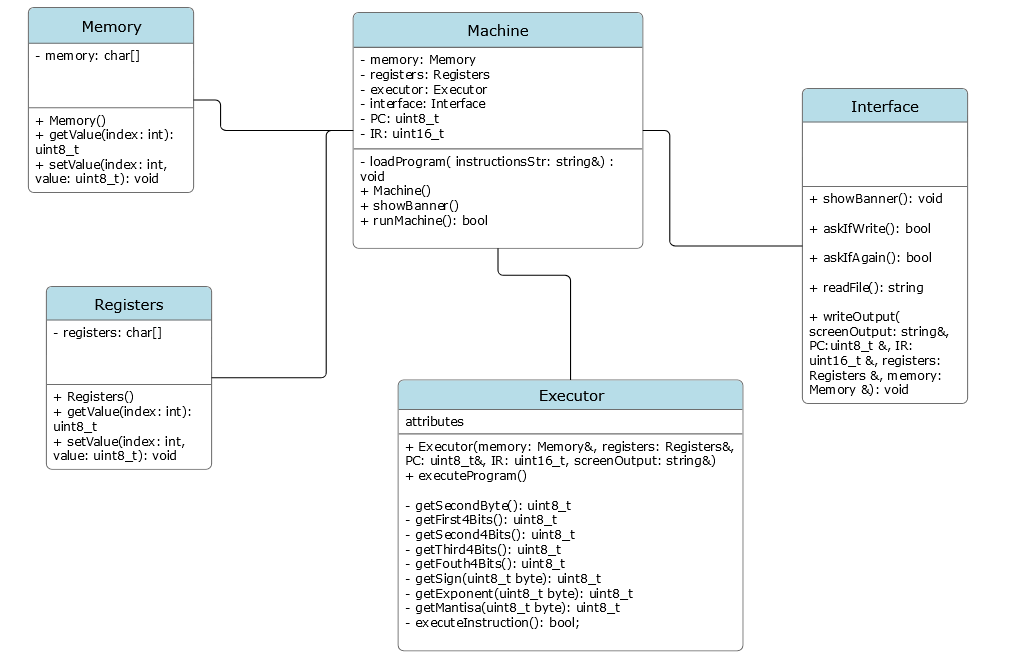 Memory
- memory: char[]
+ Memory()
+ getValue(index: int):
uint8_t
+ setValue(index: int,
value: uint8_t): void
Machine
- memory: Memory
- registers: Registers
- executor: Executor
- interface: Interface
- PC: uint8_t
- IR: uint16_t
- loadProgram( instructionsStr: string&) :
void
+ Machine()
+ showBanner()
+ runMachine(): bool
Interface
+ showBanner(): void
+ askIfWrite(): bool
+ askIfAgain(): bool
+ readFile(): string
+ writeOutput(
screenOutput: string&,
PC:uint8_t &, IR:
uint16_t &, registers:
Registers &, memory:
Memory &): void
Registers
- registers: char[]
+ Registers()
+ getValue(index: int):
uint8_t
+ setValue(index: int,
value: uint8_t): void
Executor
attributes
+ Executor(memory: Memory&, registers: Registers&,
PC: uint8_t&, IR: uint16_t, screenOutput: string&)
+ executeProgram()
- getSecondByte(): uint8_t
- getFirst4Bits(): uint8_t
- getSecond4Bits(): uint8_t
- getThird4Bits(): uint8_t
- getFouth4Bits(): uint8_t
- getSign(uint8_t byte): uint8_t
- getExponent(uint8_t byte): uint8_t
- getMantisa(uint8_t byte): uint8_t
- executeInstruction(): bool;